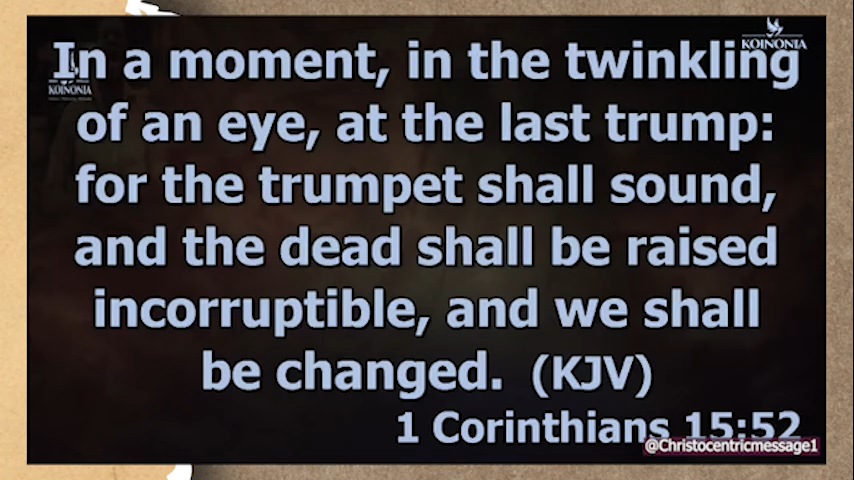 KOINONIA
In a moment, in the twinkling
KOINONIA
of an eye, at the last trump:
for the trumpet shall sound,
and the dead shall be raised
incorruptible, and we shall
be changed. (KJV)
1 Corinthians 15:52
@Christocentricmessage1